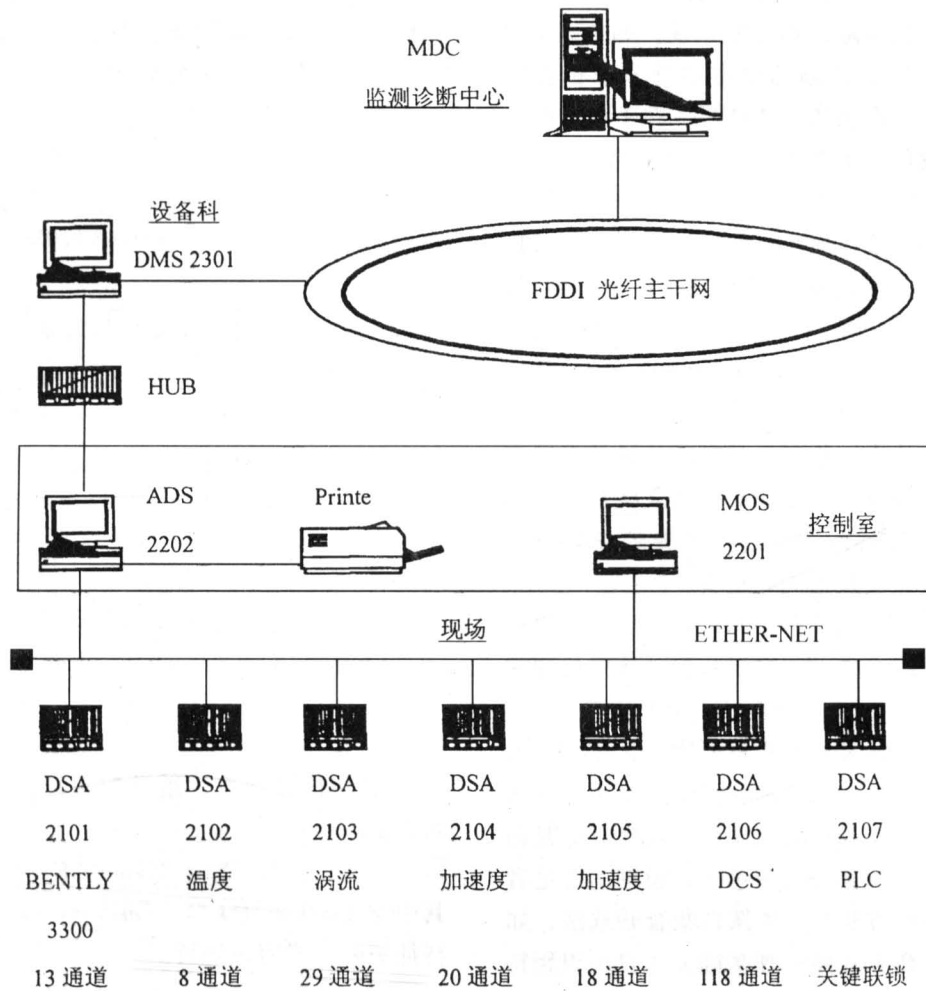 MDC
监测诊断中心
设备科
DMS 2301
FDDI 光纤主干网
HUB
ADS
2202
Printe
MOS
2201
控制室
现场
ETHER-NET
DSA DSA DSA DSA DSA DSA DSA
2101 2102 2103 2104 2105 2106 2107
BENTLY 温度 涡流 加速度 加速度 DCS PLC
3300
13 通道 8 通道 29 通道 20 通道 18 通道 118 通道 关键联锁